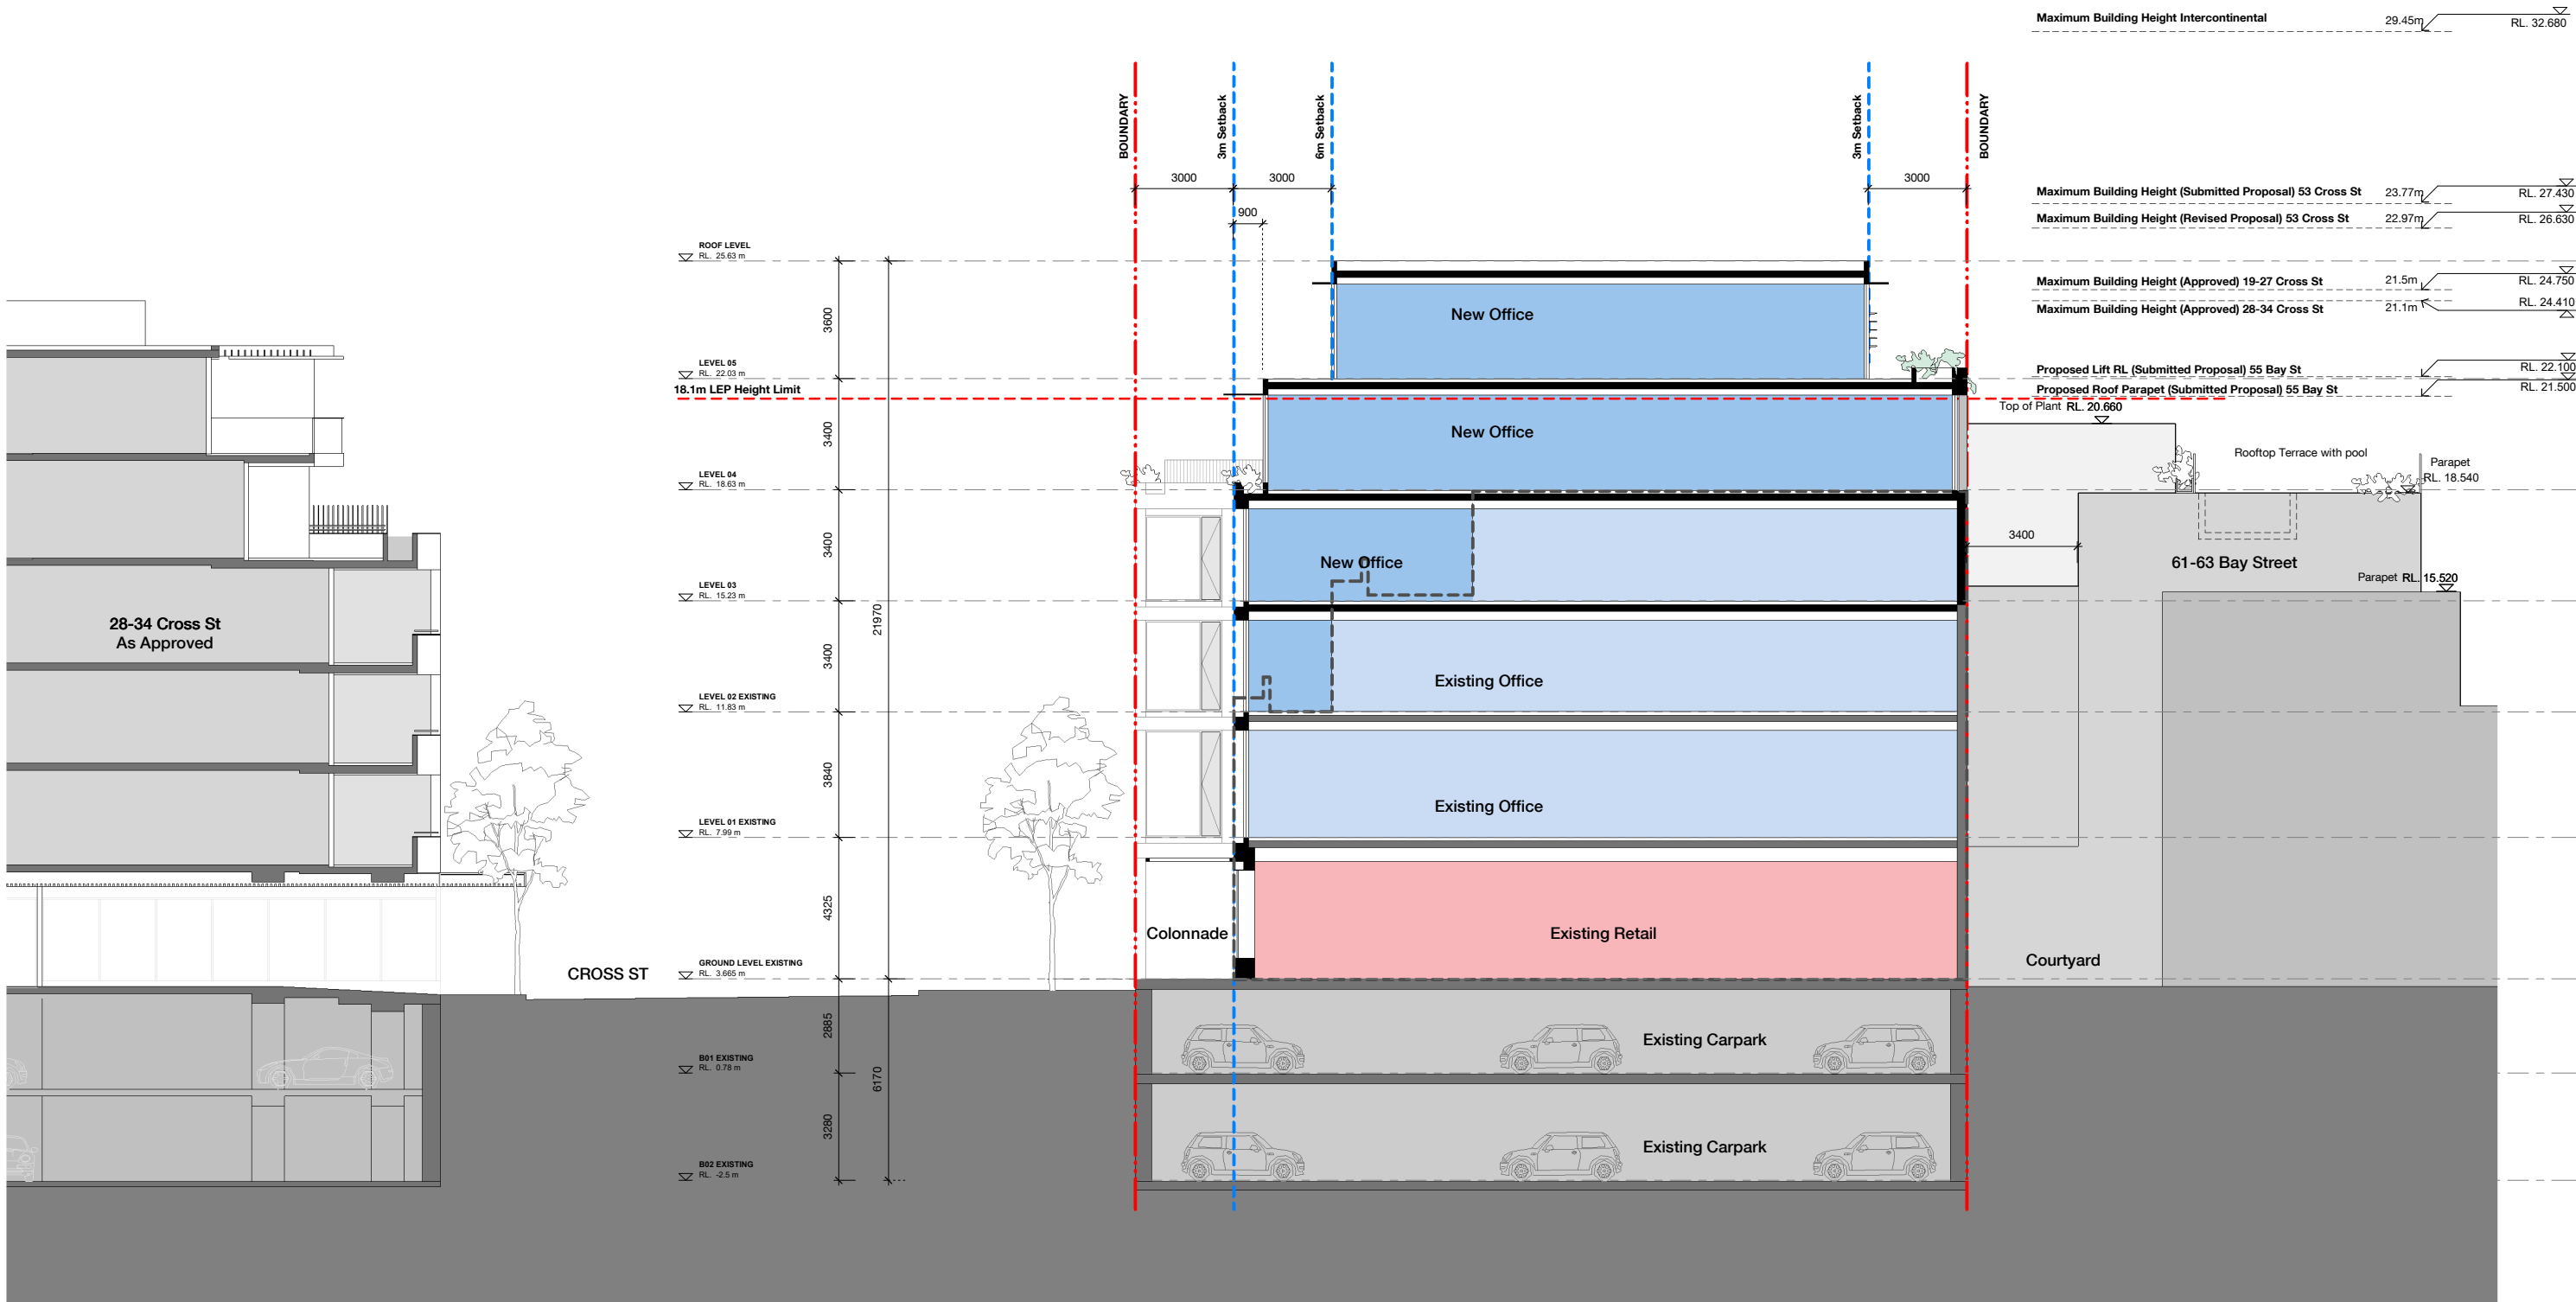 Maximum Building Height Intercontinental 29.45m RL. 32.680
BOUNDARY
3m Setback
6m Setback
3m Setback
BOUNDARY
3000
3000
3000
900
Maximum Building Height (Submitted Proposal) 53 Cross St 23.77m RL. 27.430
Maximum Building Height (Revised Proposal) 53 Cross St 22.97m RL. 26.630
Maximum Building Height (Approved) 19-27 Cross St 21.5m RL. 24.750
Maximum Building Height (Approved) 28-34 Cross St 21.1m RL. 24.410
Proposed Lift RL (Submitted Proposal) 55 Bay St RL. 22.100
Proposed Roof Parapet (Submitted Proposal) 55 Bay St RL. 21.500
Top of Plant RL. 20.660
Rooftop Terrace with pool
Parapet
RL. 18.540
3400
61-63 Bay Street
Parapet RL. 15.520
Courtyard
ROOF LEVEL
RL. 25.63 m
3600
LEVEL 05
RL. 22.03 m
18.1m LEP Height Limit
3400
LEVEL 04
RL. 18.63 m
3400
LEVEL 03
RL. 15.23 m
21970
3400
LEVEL 02 EXISTING
RL. 11.83 m
3840
LEVEL 01 EXISTING
RL. 7.99 m
4325
GROUND LEVEL EXISTING
RL. 3.665 m
2885
B01 EXISTING
RL. 0.78 m
6170
3280
B02 EXISTING
RL. -2.5 m
New Office
New Office
New Office
Existing Office
Existing Office
Colonnade
Existing Retail
Existing Carpark
Existing Carpark
28-34 Cross St
As Approved
CROSS ST